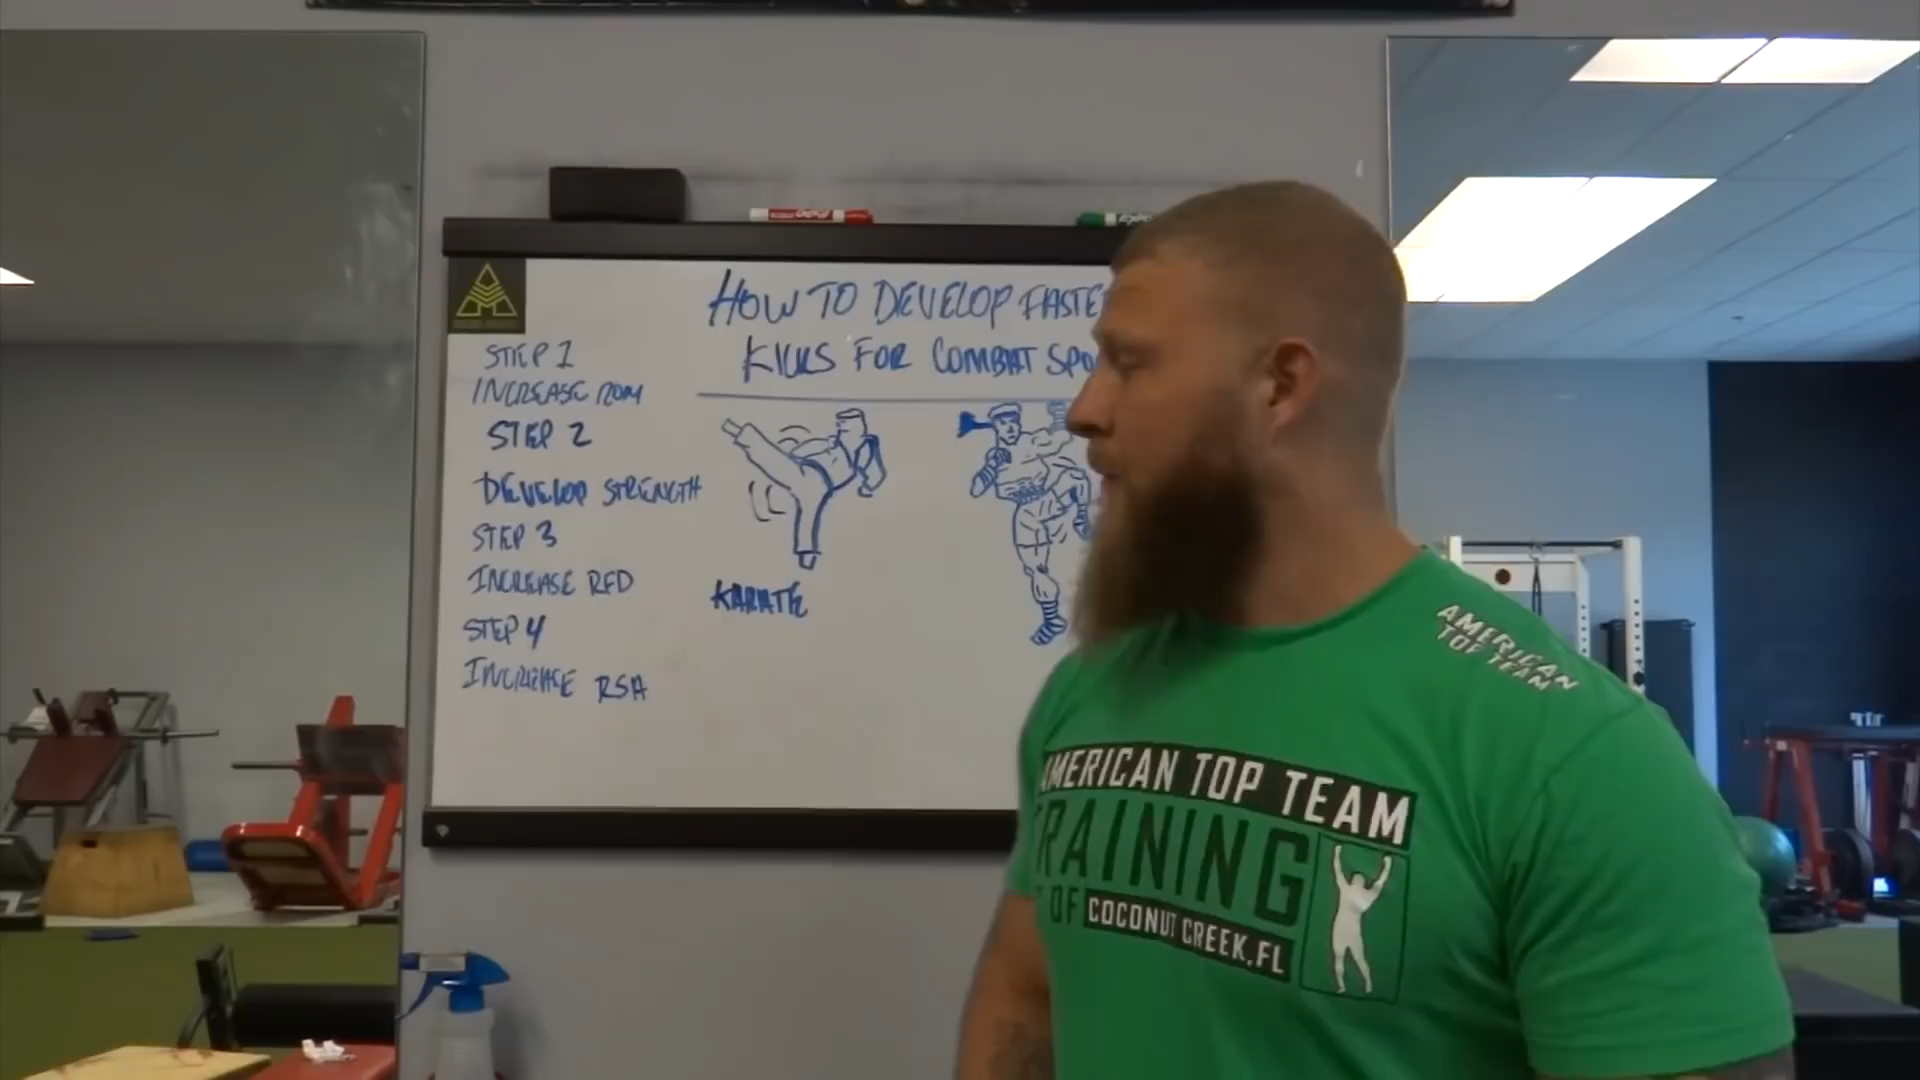 HOW TO DEVELOP FASTE
KICKS FOR COMBAT SPO
STEP 1
INCREASE ROM
STEP 2
DEVELOP STRENGTH
STEP 3
INCREASE RFD
STEP 4
INCREASE RSA
KARATE
EXPO
AMERICAN
TOP TEAM
AMERICAN TOP TEAM
TRAINING
OF COCONUT CREEK, FL